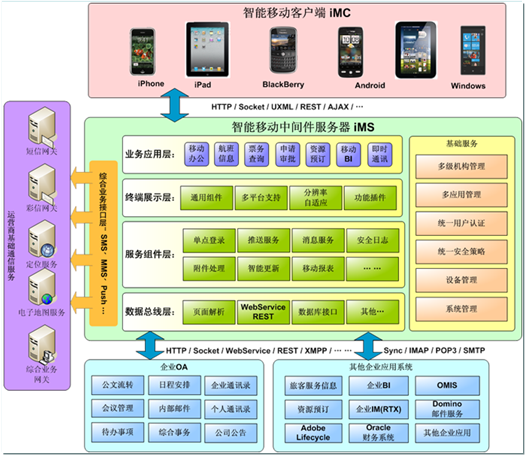 智能移动客户端 iMC
iPhone
iPad
BlackBerry
Android
Windows
HTTP / Socket / UXML / REST / AJAX / …
智能移动中间件服务器 iMS
业务应用层：
移动
办公
航班
信息
票务
查询
申请
审批
资源
预订
移动
BI
即时
通讯
终端展示层：
通用组件
多平台支持
分辨率
自适应
功能插件
服务组件层：
单点登录
推送服务
消息服务
安全日志
附件处理
智能更新
移动报表
… …
数据总线层：
页面解析
WebService
REST
数据库接口
其他…
基础服务
多级机构管理
多应用管理
统一用户认证
统一安全策略
设备管理
系统管理
综合业务接口层“SMS、MMS、Push…
运营商基础通信服务
短信网关
彩信网关
定位服务
电子地图服务
综合业务
网关
HTTP / Socket / WebService / REST / XMPP / … …
Sync / IMAP / POP3 / SMTP
企业OA
公文流转
日程安排
企业通讯录
会议管理
内部邮件
个人通讯录
待办事项
综合事务
公司公告
其他企业应用系统
旅客服务信息
企业BI
OMIS
资源预订
企业IM(RTX)
Domino
邮件服务
Adobe
Lifecycle
Oracle
财务系统
其他企业应用